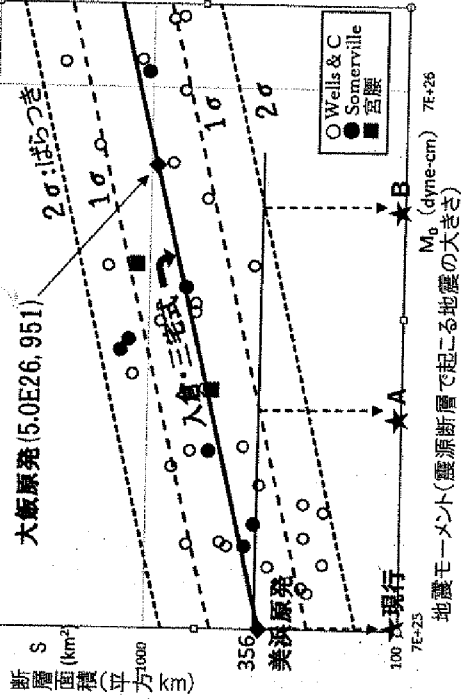 断層面積(平方km)
S
(km²)
大飯原発(5.0E26, 951)
2σ:ばらつき
1σ
入倉・三宅式
1σ
2σ
○ Wells & C
● Somerville
■ 宮腰
1000
356
美浜原発
100
現行
A
B
7E+25
7E+26
M₀ (dyne-cm)
地震モーメント(震源断層で起こる地震の大きさ)